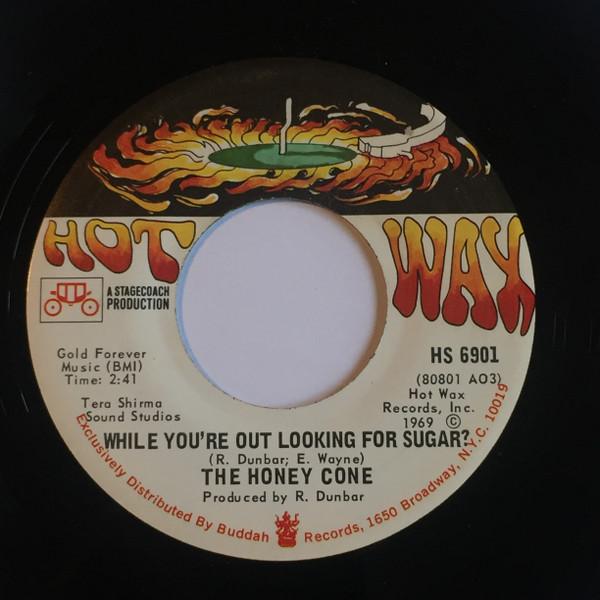 HOT WAX
A STAGECOACH
PRODUCTION
Gold Forever
Music (BMI)
Time: 2:41
Tera Shirma
Sound Studios
HS 6901
(80801 AO3)
Hot Wax
Records, Inc.
1969 ©
WHILE YOU'RE OUT LOOKING FOR SUGAR?
(R. Dunbar; E. Wayne)
THE HONEY CONE
Produced by R. Dunbar
Exclusively Distributed By Buddah Records, 1650 Broadway, N.Y.C. 10019